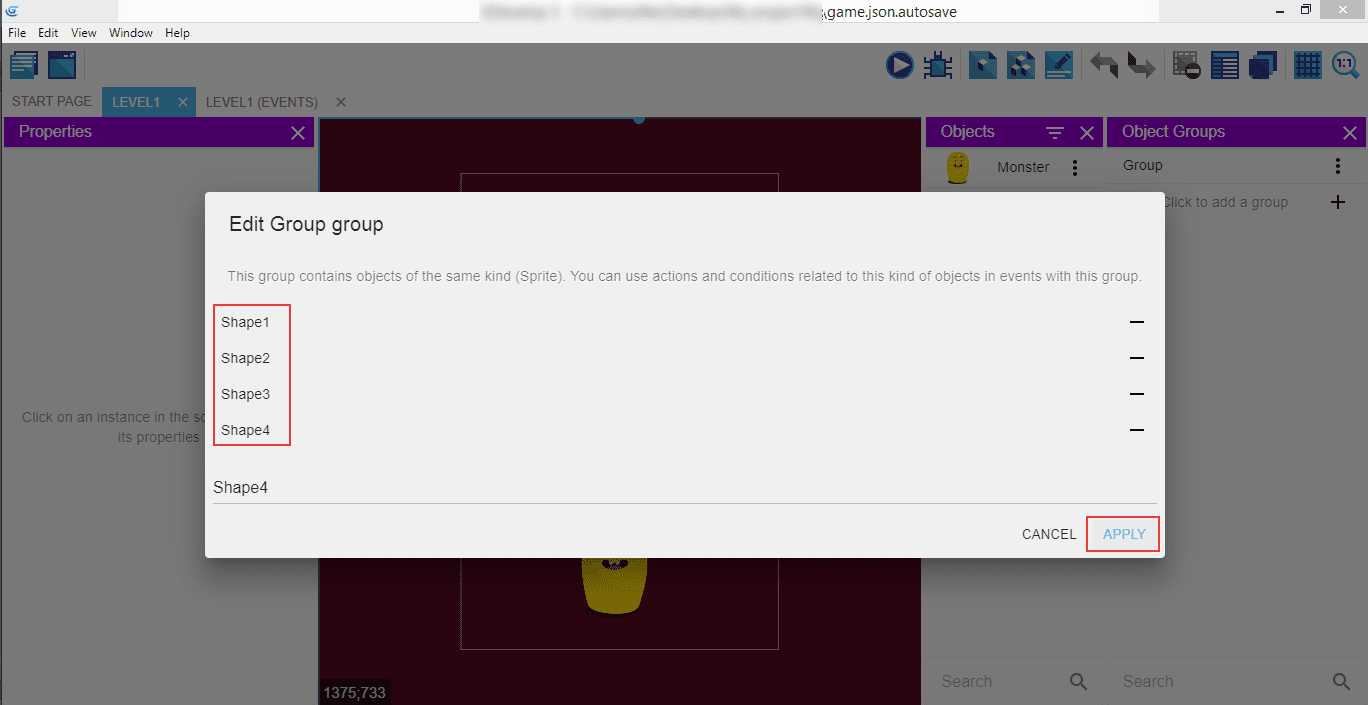 \game.json.autosave
File Edit View Window Help
1:1
START PAGE LEVEL1 LEVEL1 (EVENTS)
Properties
Objects
Object Groups
Monster
Group
Click to add a group
Edit Group group
This group contains objects of the same kind (Sprite). You can use actions and conditions related to this kind of objects in events with this group.
Shape1
Shape2
Shape3
Shape4
Click on an instance in the
its properties
Shape4
CANCEL APPLY
1375;733
Search
Search